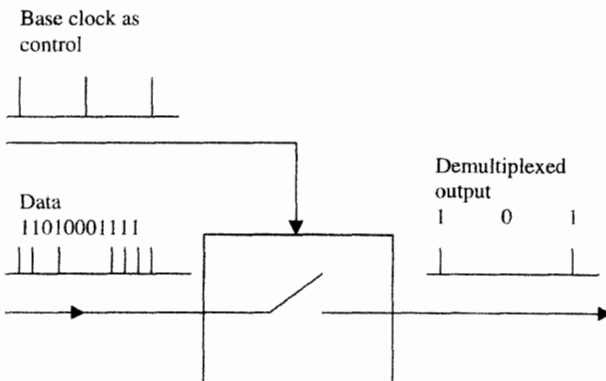 Base clock as
control
Data
11010001111
Demultiplexed
output
1 0 1